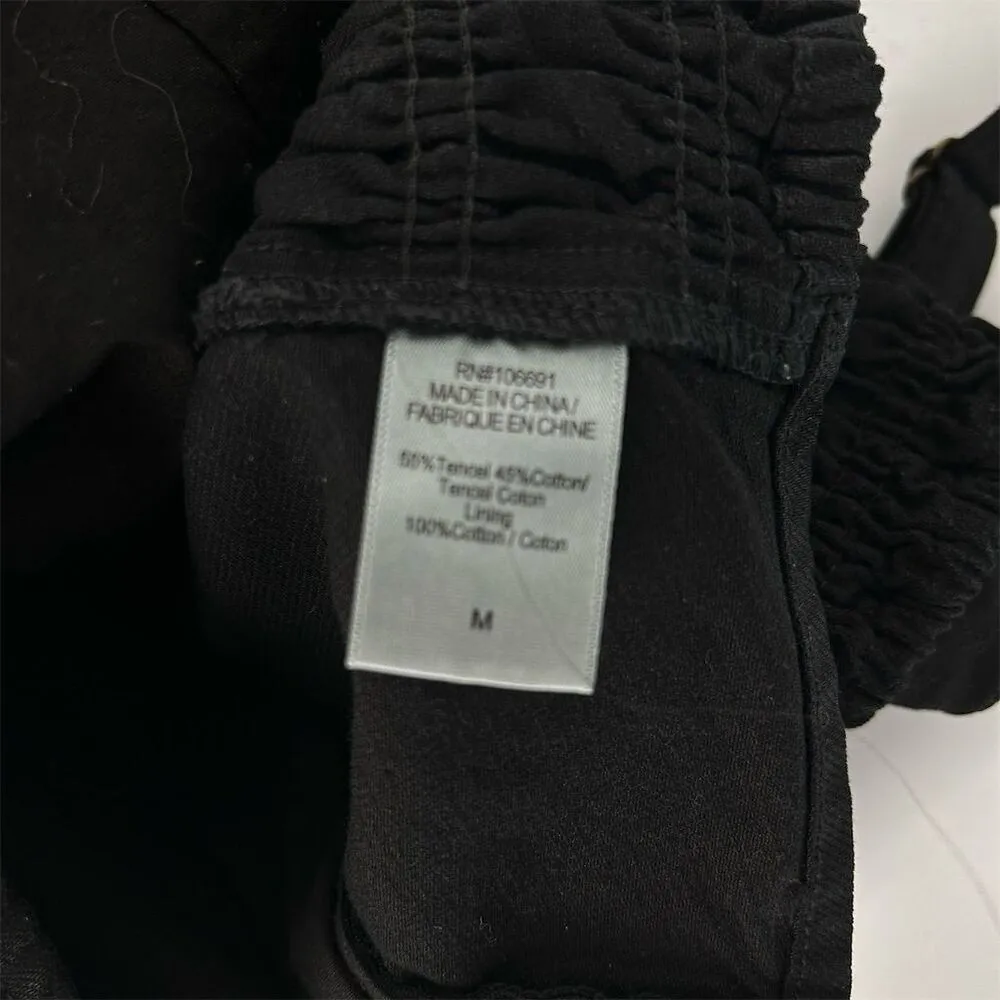 RN#106691
MADE IN CHINA/
FABRIQUE EN CHINE
55%Tencel 45%Cotton/
Tencel Coton
Lining
100%Cotton / Coton
M